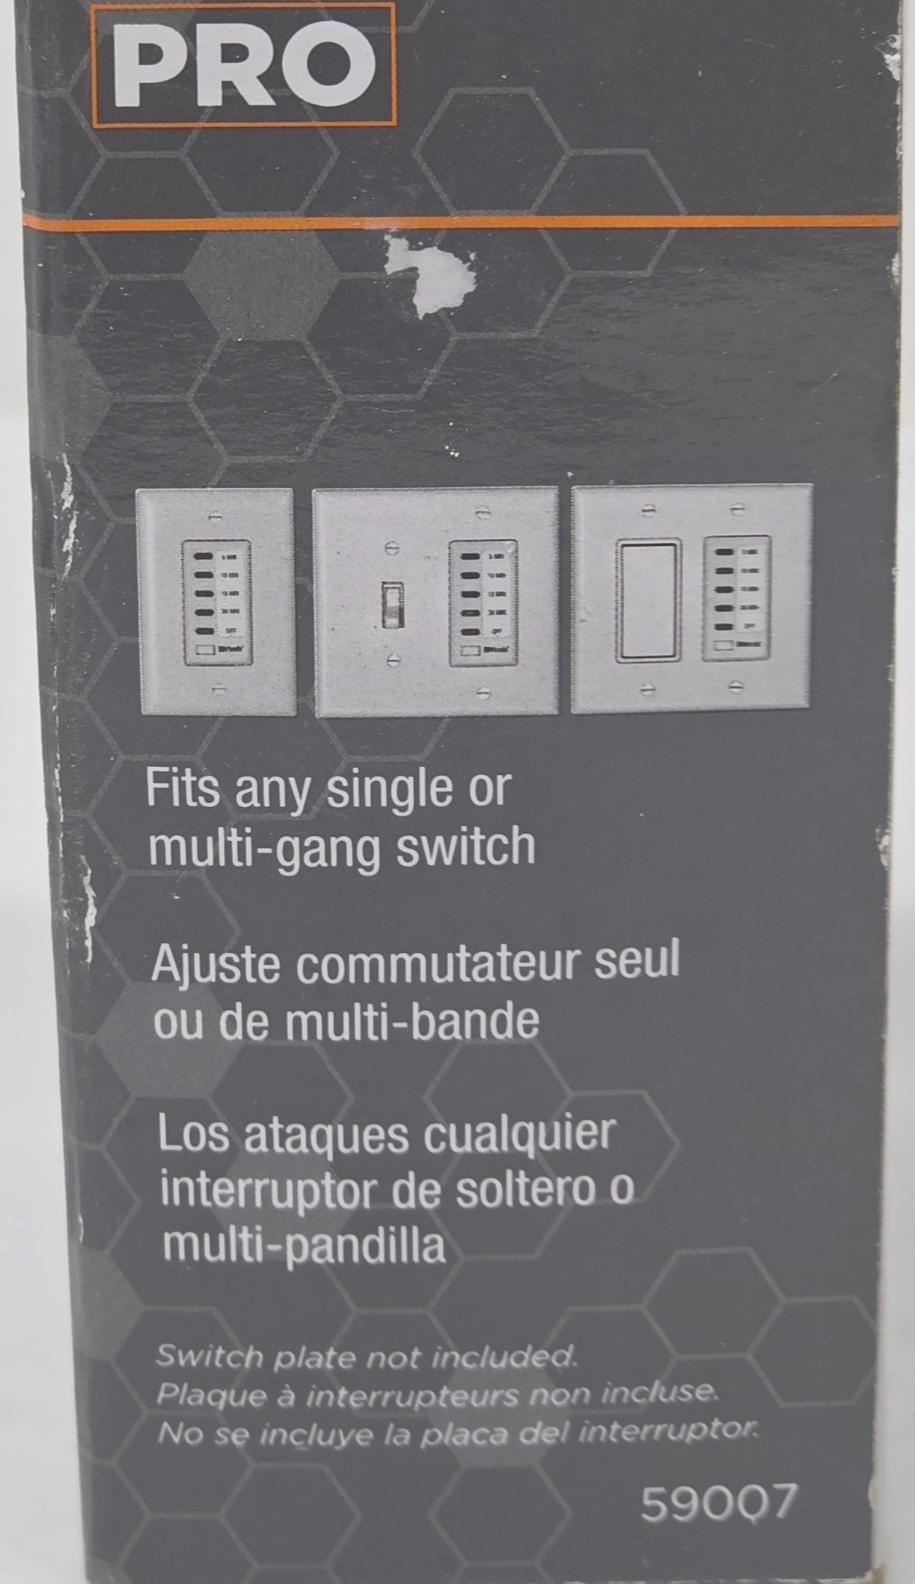 PRO
Fits any single or
multi-gang switch
Ajuste commutateur seul
ou de multi-bande
Los ataques cualquier
interruptor de soltero o
multi-pandilla
Switch plate not included.
Plaque à interrupteurs non incluse.
No se incluye la placa del interruptor.
59007